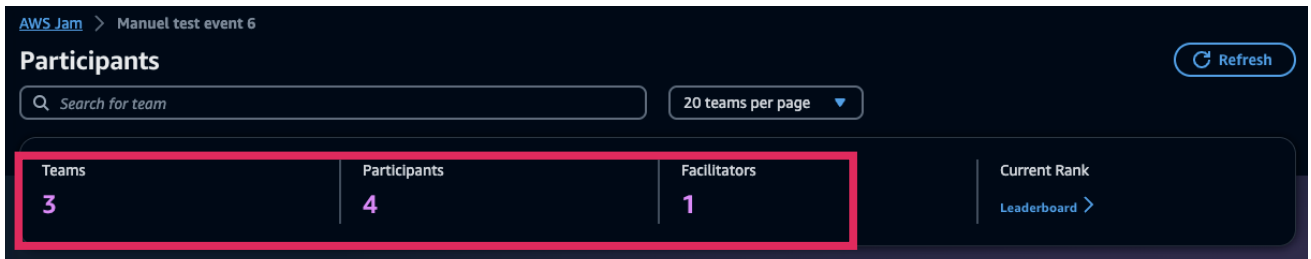 AWS Jam > Manuel test event 6
Participants
Refresh
Search for team
20 teams per page
Teams
Participants
Facilitators
Current Rank
3
4
1
Leaderboard >